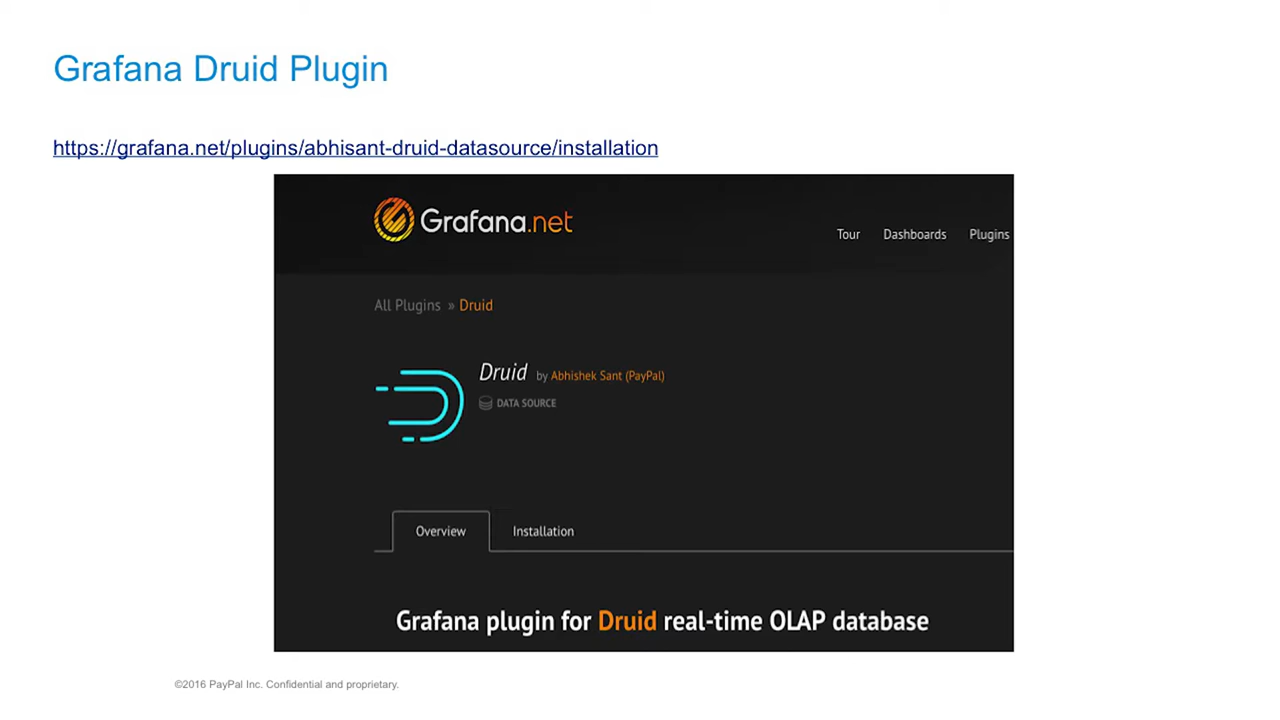 Grafana Druid Plugin
https://grafana.net/plugins/abhisant-druid-datasource/installation
Grafana.net
Tour Dashboards Plugins
All Plugins » Druid
Druid by Abhishek Sant (PayPal)
DATA SOURCE
Overview Installation
Grafana plugin for Druid real-time OLAP database
©2016 PayPal Inc. Confidential and proprietary.